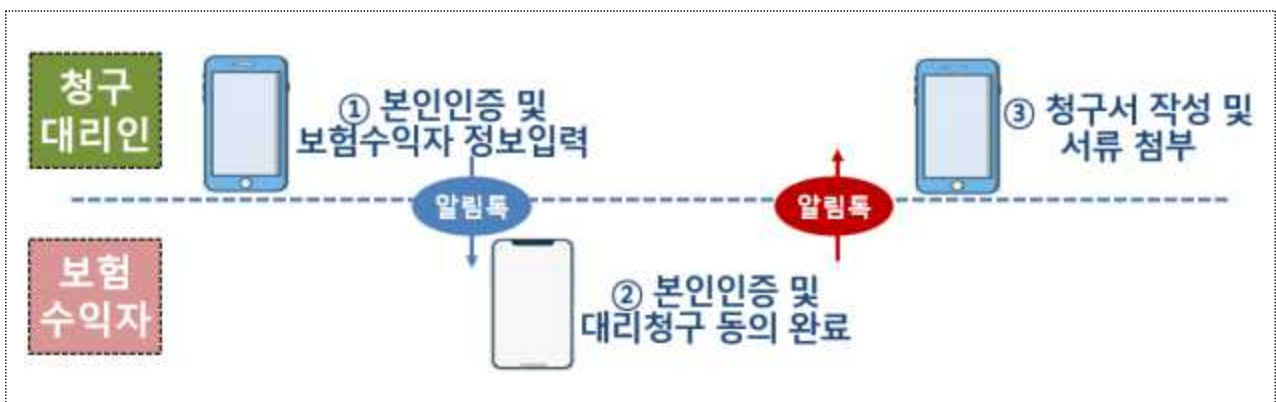 청구
대리인
① 본인인증 및
보험수익자 정보입력
알림톡
보험
수익자
② 본인인증 및
대리청구 동의 완료
알림톡
③ 청구서 작성 및
서류 첨부